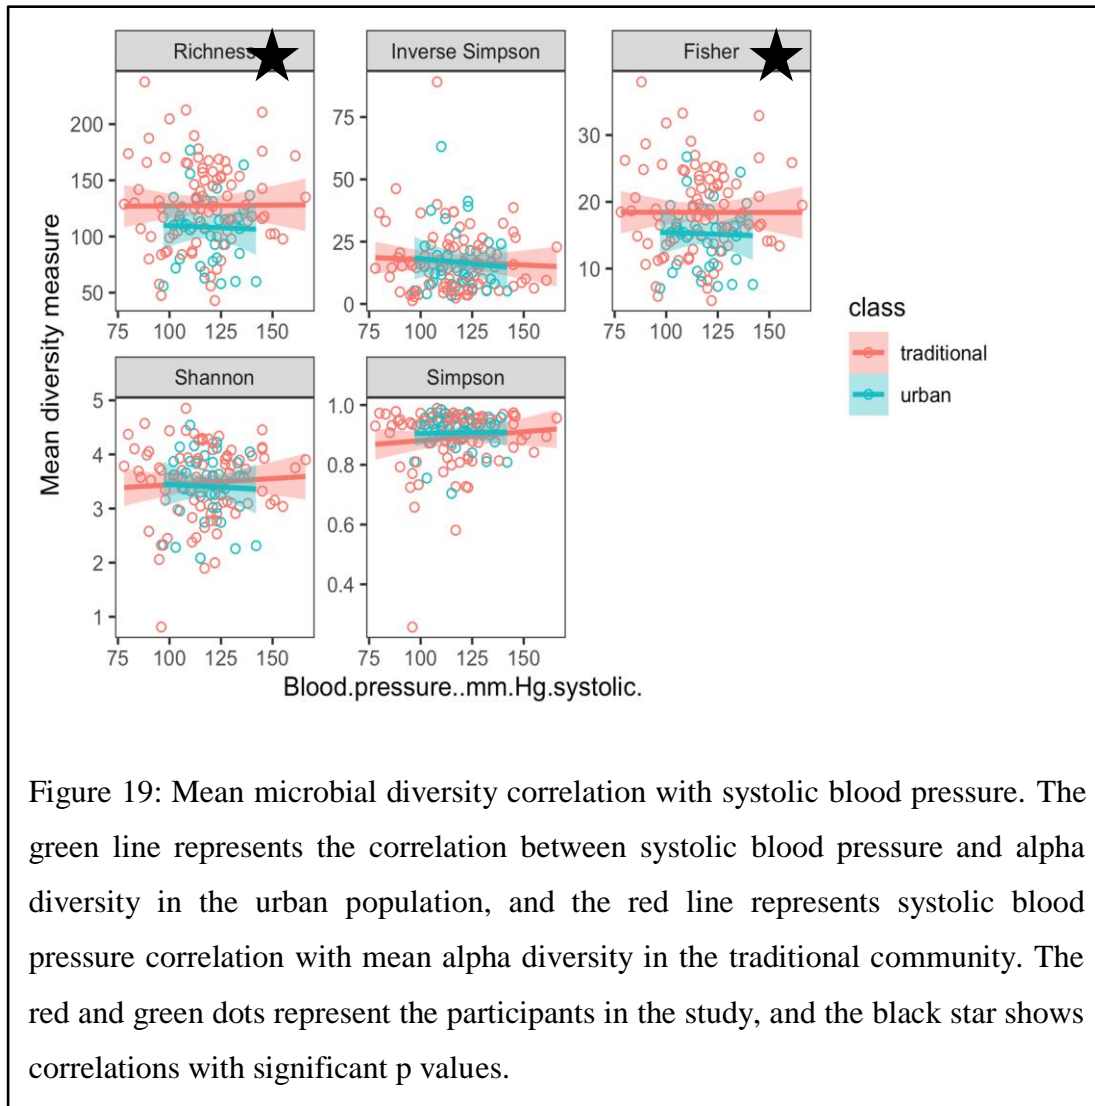 Richness Inverse Simpson Fisher
Mean diversity measure
200
150
100
50
75 100 125 150
75
50
25
0
75 100 125 150
30
20
10
75 100 125 150
class
traditional
urban
Shannon Simpson
5
4
3
2
1
75 100 125 150
1.0
0.8
0.6
0.4
75 100 125 150
Blood.pressure..mm.Hg.systolic.
Figure 19: Mean microbial diversity correlation with systolic blood pressure. The
green line represents the correlation between systolic blood pressure and alpha
diversity in the urban population, and the red line represents systolic blood
pressure correlation with mean alpha diversity in the traditional community. The
red and green dots represent the participants in the study, and the black star shows
correlations with significant p values.